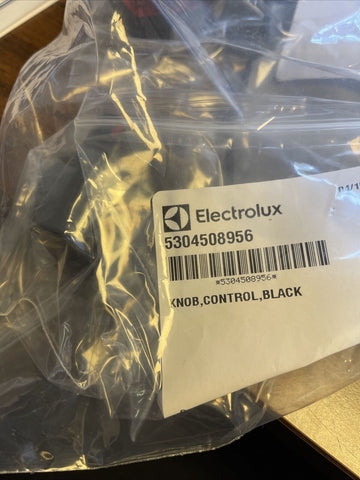 Electrolux
5304508956
*5304508956*
KNOB,CONTROL,BLACK